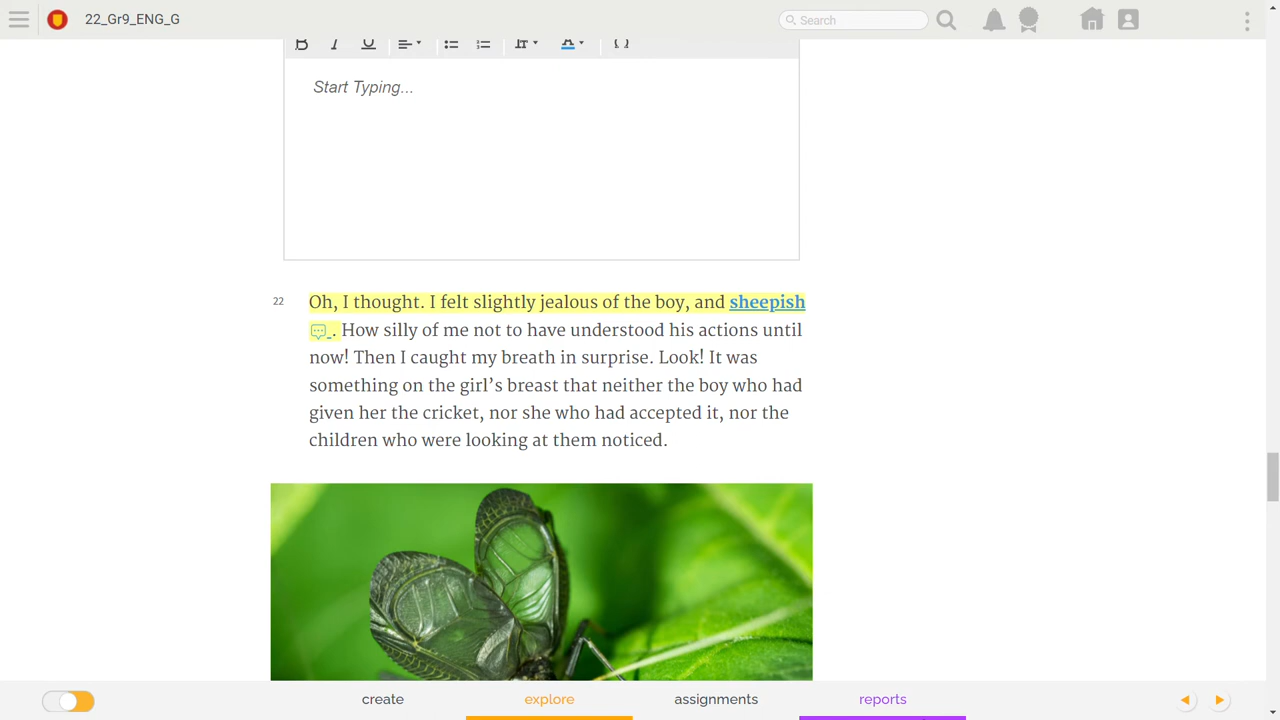 22_Gr9_ENG_G
Search
B I U
Start Typing...
22
Oh, I thought. I felt slightly jealous of the boy, and sheepish
. How silly of me not to have understood his actions until
now! Then I caught my breath in surprise. Look! It was
something on the girl’s breast that neither the boy who had
given her the cricket, nor she who had accepted it, nor the
children who were looking at them noticed.
create explore assignments reports